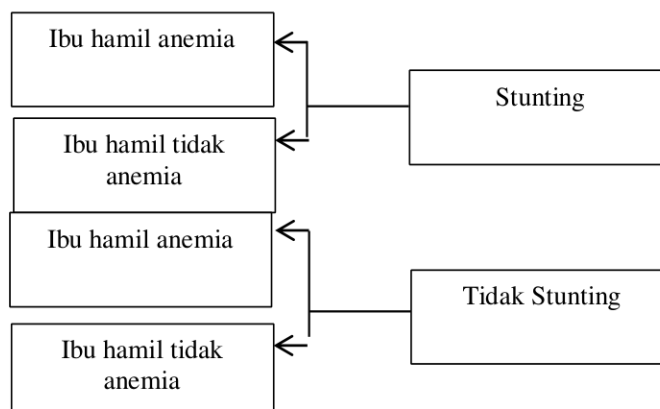 Ibu hamil anemia
Stunting
Ibu hamil tidak
anemia
Ibu hamil anemia
Tidak Stunting
Ibu hamil tidak
anemia